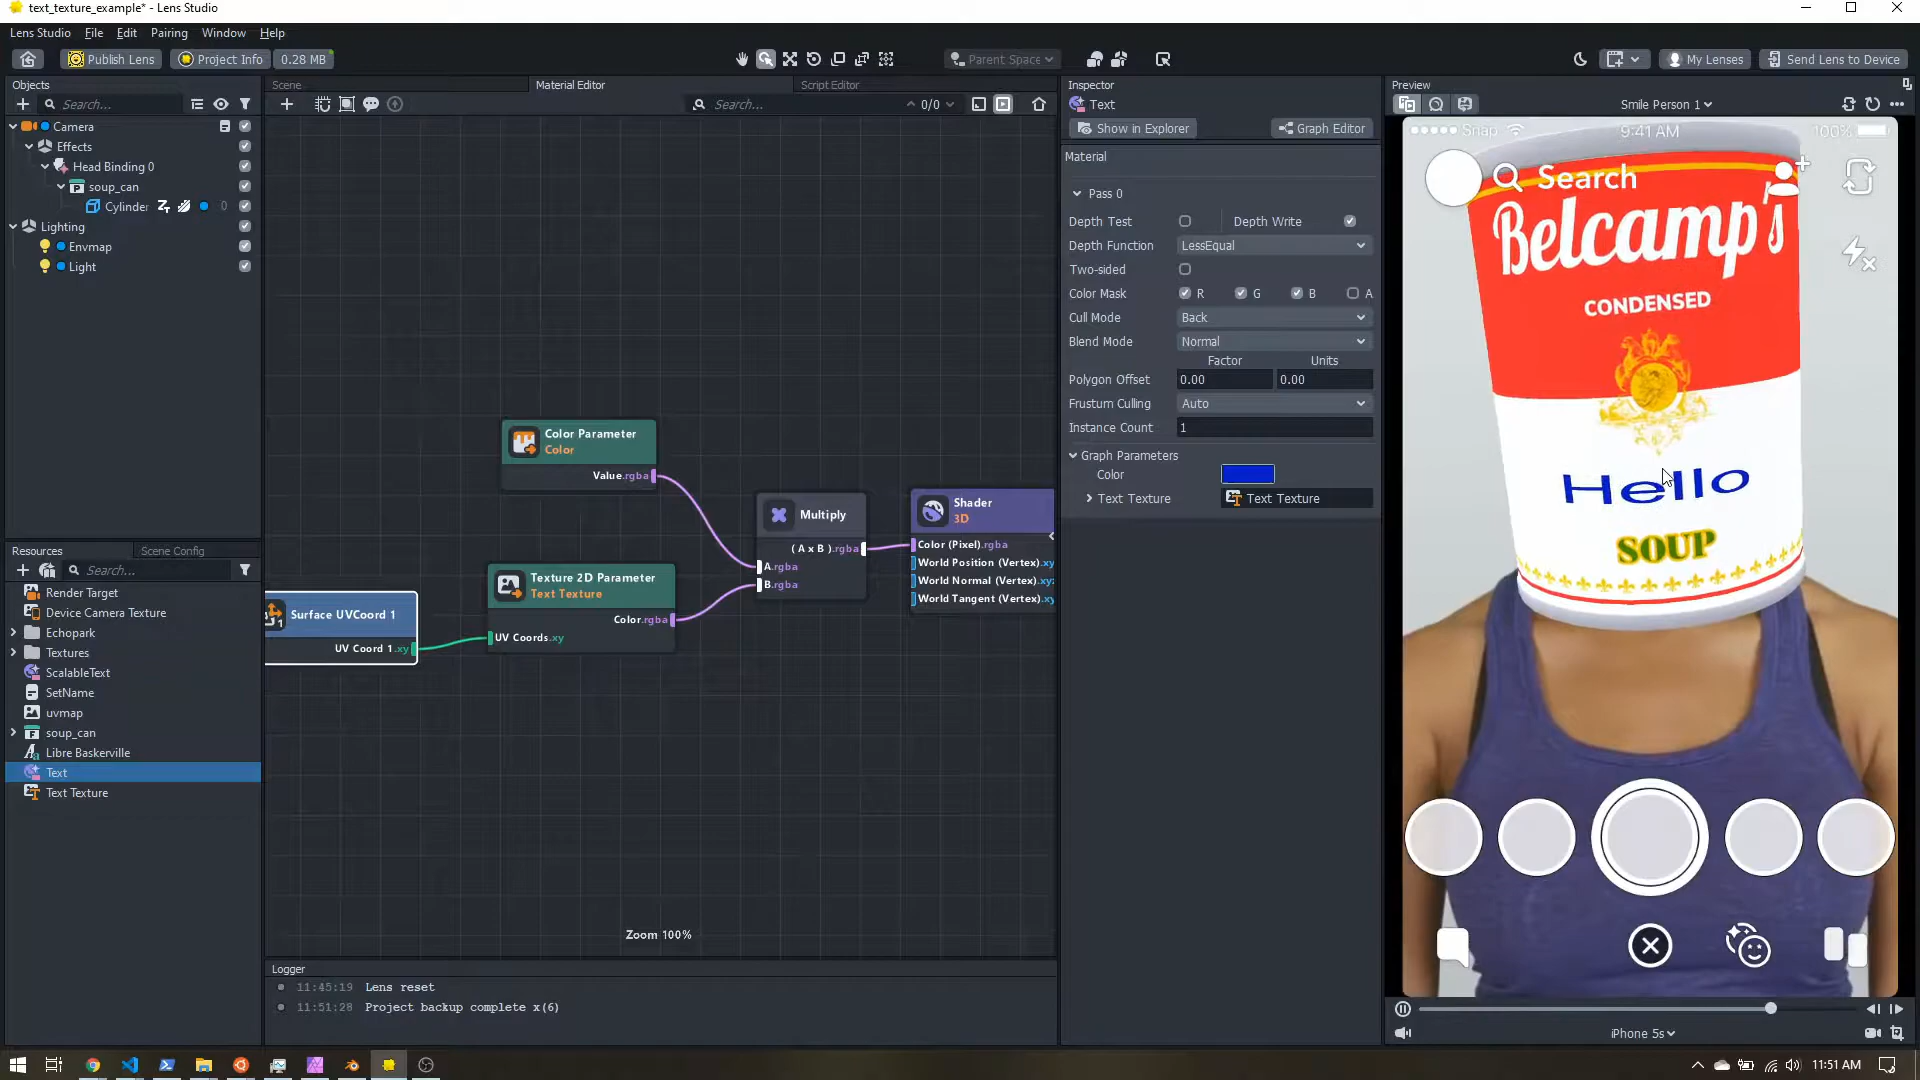 text_texture_example* - Lens Studio
Lens Studio File Edit Pairing Window Help
Publish Lens Project Info 0.28 MB Parent Space My Lenses Send Lens to Device
Objects
Search...
Camera
Effects
Head Binding 0
soup_can
Cylinder 0
Lighting
Envmap
Light
Resources Scene Config
Search...
Render Target
Device Camera Texture
Echopark
Textures
ScalableText
SetName
uvmap
soup_can
Libre Baskerville
Text
Text Texture
Scene Material Editor Script Editor
Search... 0/0
Color Parameter
Color
Value.rgba
Multiply
( A x B ).rgba
A.rgba
B.rgba
Shader
3D
Color (Pixel).rgba
World Position (Vertex).xy
World Normal (Vertex).xy
World Tangent (Vertex).xy
Texture 2D Parameter
Text Texture
Color.rgba
UV Coords.xy
Surface UVCoord 1
UV Coord 1.xy
Zoom 100%
Logger
11:45:19 Lens reset
11:51:28 Project backup complete x(6)
Inspector
Text
Show in Explorer Graph Editor
Material
Pass 0
Depth Test Depth Write
Depth Function LessEqual
Two-sided
Color Mask R G B A
Cull Mode Back
Blend Mode Normal
Factor Units
Polygon Offset 0.00 0.00
Frustum Culling Auto
Instance Count 1
Graph Parameters
Color
Text Texture Text Texture
Preview
Smile Person 1
Snap 9:41 AM 100%
Search
Belcamp's
CONDENSED
Hello
SOUP
iPhone 5s
11:51 AM